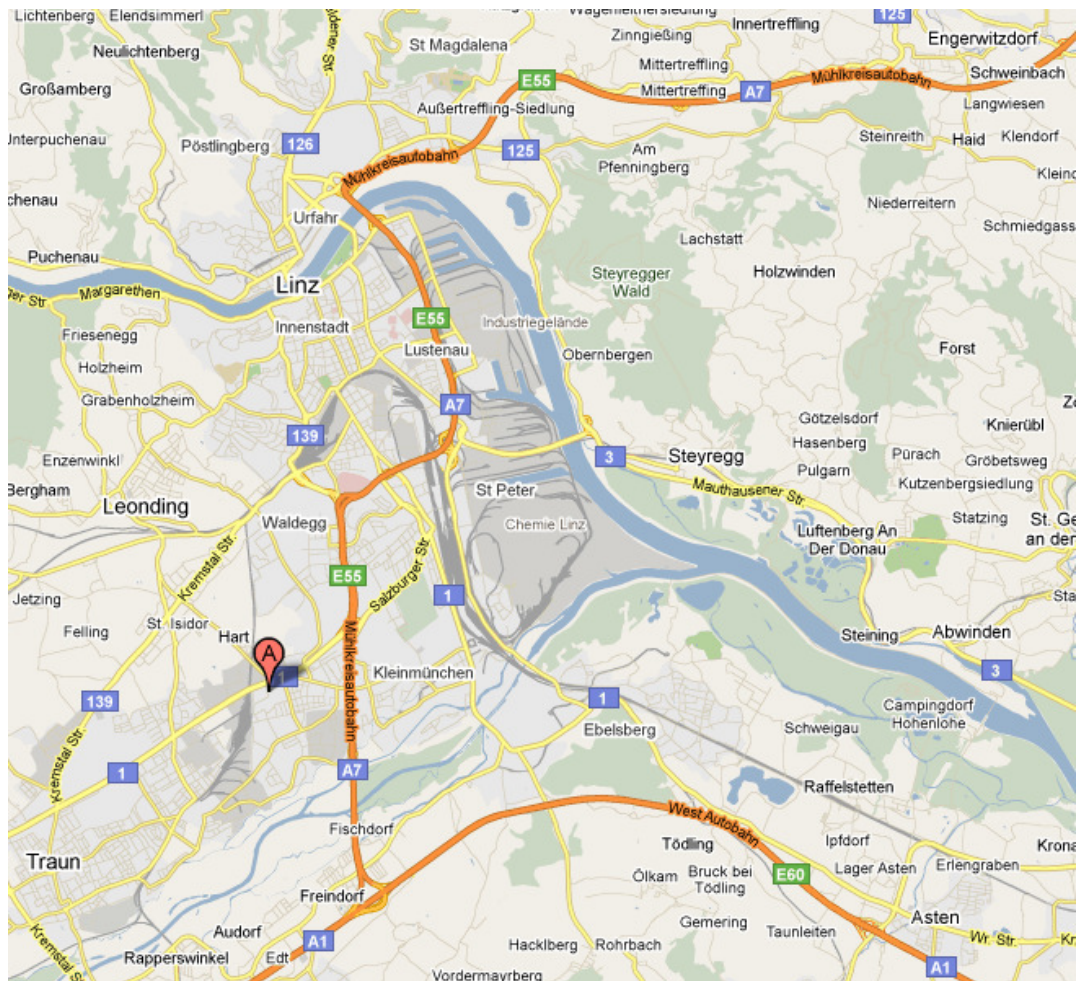 Lichtenberg
Elendsimmerl
St Magdalena
Zinngießing
Innertreffling
125
Engerwitzdorf
Neulichtenberg
Mittertreffling
E55
Mühlkreisautobahn
Schweinbach
Großamberg
Mittertreffing
A7
Langwiesen
Außertreffling-Siedlung
Steinreith
Haid
Klendorf
Unterpuchenau
Pöstlingberg
126
Mühlkreisautobahn
125
Am
Pfenningberg
Niederreitern
Urfahr
Lachstatt
Puchenau
Linz
Steyregger
Wald
Holzwinden
Margarethen
E55
Industriegelände
Innenstadt
Friesenegg
Lustenau
Obernbergen
Forst
Holzheim
Grabenholzheim
A7
Götzelsdorf
Knierübl
139
Hasenberg
Enzenwinkl
3
Steyregg
Pürach
Gröbetsweg
Bergham
Pulgarn
Kutzenbergsiedlung
St Peter
Mauthausener Str.
Leonding
Waldegg
Chemie Linz
Statzing
Luftenberg An
Der Donau
Kremstal Str.
E55
Salzburger Str.
1
Jetzing
St. Isidor
Felling
Hart
Steining
Abwinden
Mühlkreisautobahn
A
1
Kleinmünchen
3
139
1
Campingdorf
Hohenlohe
Ebelsberg
Schweigau
Kremstal Str.
1
A7
Raffelstetten
West Autobahn
Fischdorf
Ipfdorf
Tödling
Traun
Lager Asten
Erlengraben
Ölkam
Bruck bei
Tödling
E60
Freindorf
Gemering
Asten
Audorf
A1
Taunleiten
Wr. Str.
Hacklberg
Rohrbach
Rapperswinkel
Edt
A1
Vordermayrberg
Kremstal Str.